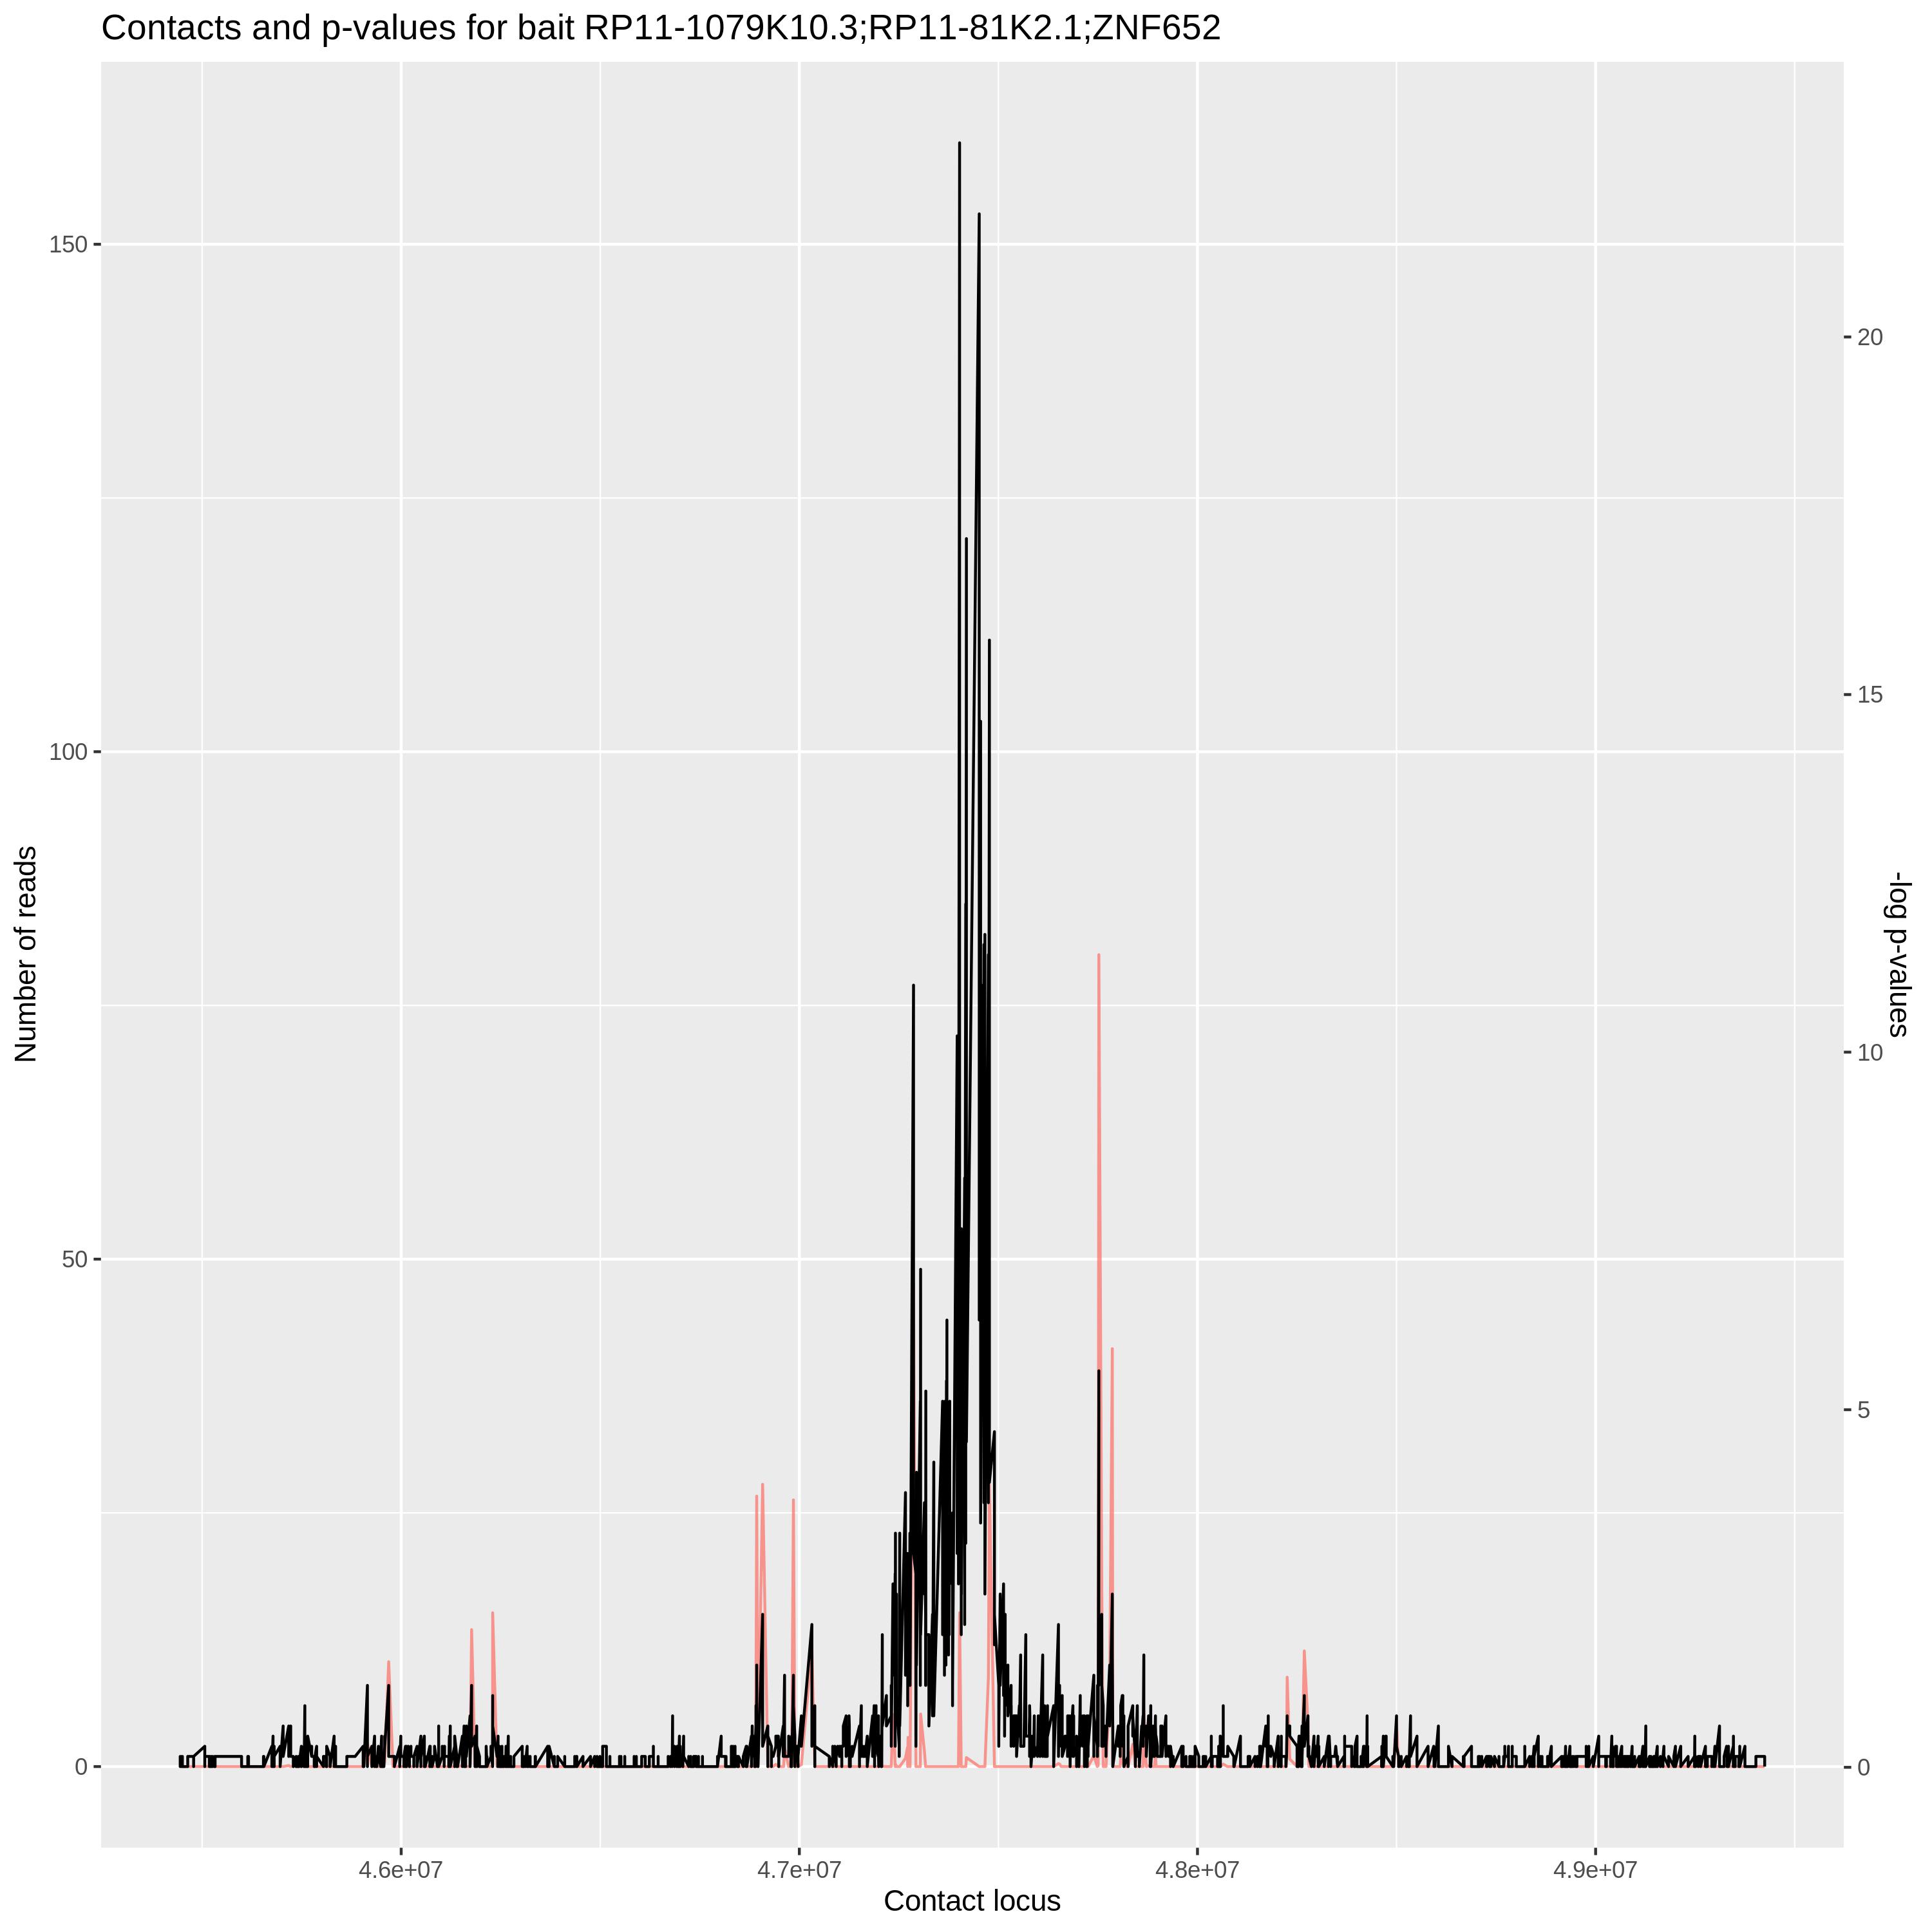 Contacts and p-values for bait RP11-1079K10.3;RP11-81K2.1;ZNF652
150
100
50
0
Number of reads
20
15
10
5
0
-log p-values
4.6e+07 4.7e+07 4.8e+07 4.9e+07
Contact locus